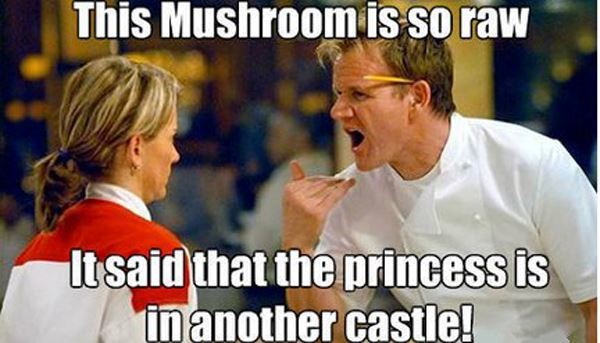 This Mushroom is so raw
It said that the princess is
in another castle!